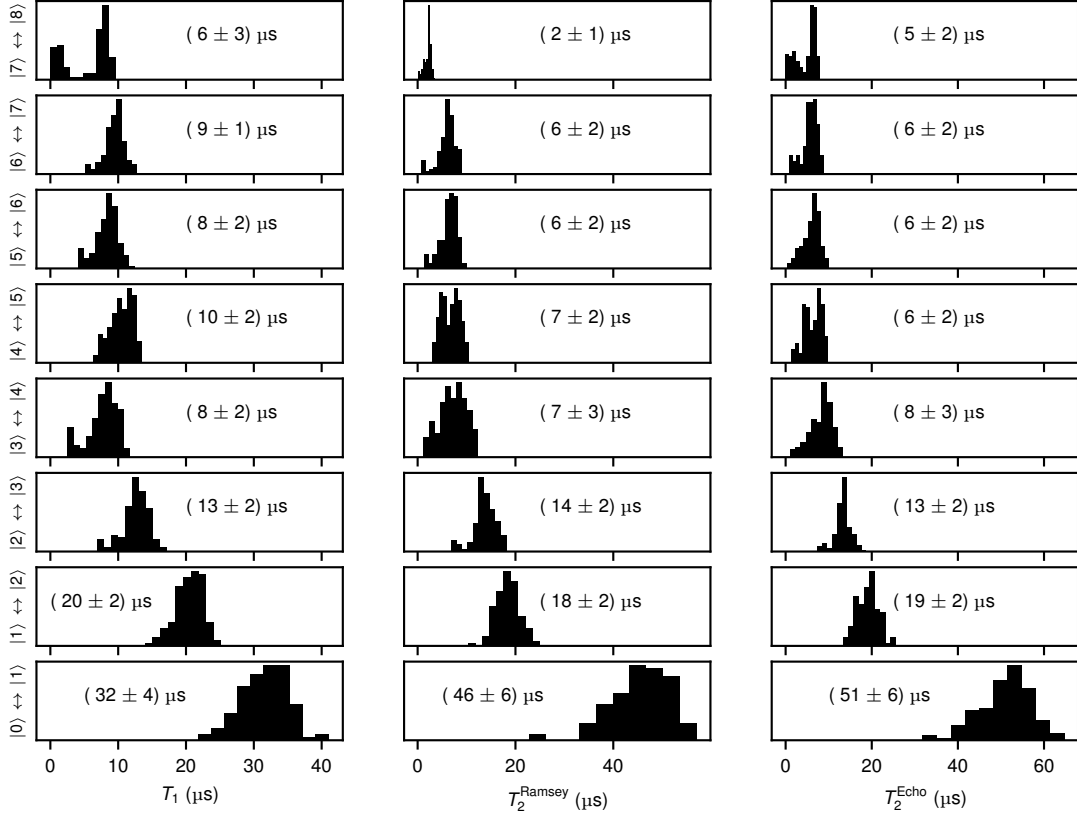 |7⟩ ↔ |8⟩
( 6 ± 3) µs
( 2 ± 1) µs
( 5 ± 2) µs
|6⟩ ↔ |7⟩
( 9 ± 1) µs
( 6 ± 2) µs
( 6 ± 2) µs
|5⟩ ↔ |6⟩
( 8 ± 2) µs
( 6 ± 2) µs
( 6 ± 2) µs
|4⟩ ↔ |5⟩
( 10 ± 2) µs
( 7 ± 2) µs
( 6 ± 2) µs
|3⟩ ↔ |4⟩
( 8 ± 2) µs
( 7 ± 3) µs
( 8 ± 3) µs
|2⟩ ↔ |3⟩
( 13 ± 2) µs
( 14 ± 2) µs
( 13 ± 2) µs
|1⟩ ↔ |2⟩
( 20 ± 2) µs
( 18 ± 2) µs
( 19 ± 2) µs
|0⟩ ↔ |1⟩
( 32 ± 4) µs
( 46 ± 6) µs
( 51 ± 6) µs
0 10 20 30 40
0 20 40
0 20 40 60
T₁ (µs)
T₂^Ramsey (µs)
T₂^Echo (µs)